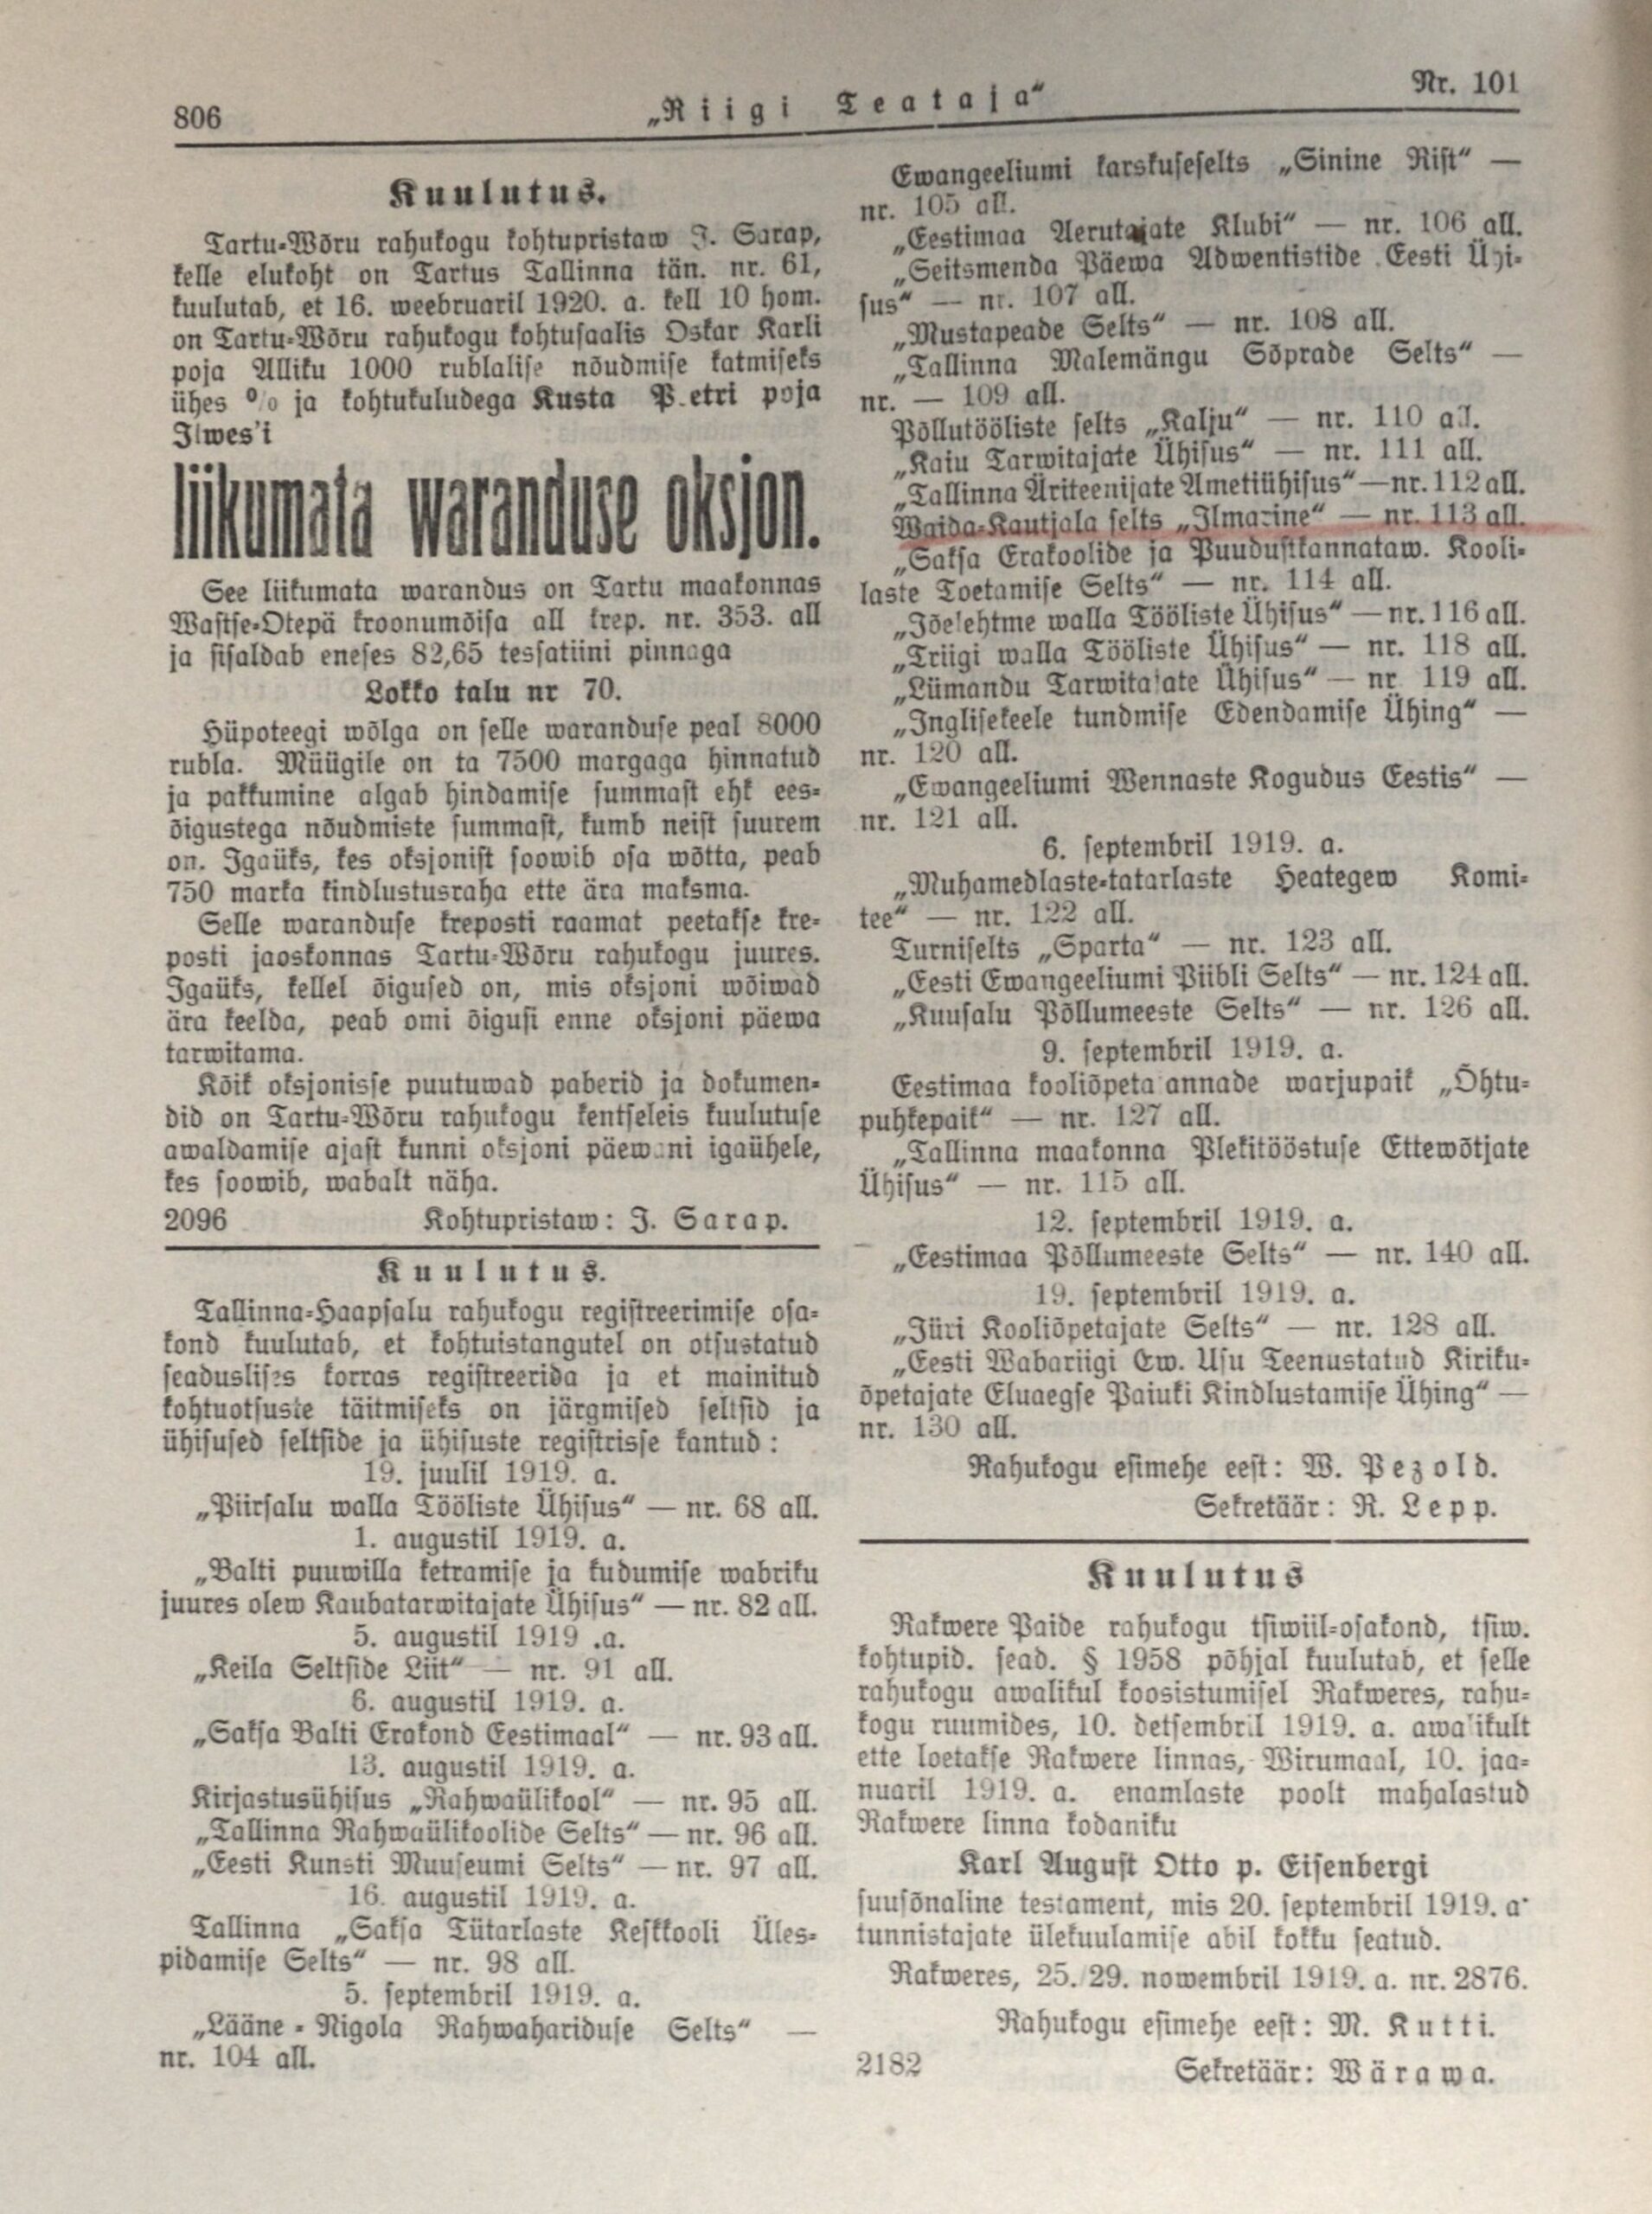 806
„Riigi Teataja“
Nr. 101
Kuulutus.
Tartu-Wõru rahukogu kohtupristaw J. Sarap,
kelle elukoht on Tartus Tallinna tän. nr. 61,
kuulutab, et 16. weebruaril 1920. a. kell 10 hom.
on Tartu-Wõru rahukogu kohtusaalis Oskar Karli
poja Alliku 1000 rublalise nõudmise katmiseks
ühes % ja kohtukuludega Kusta Peetri poja
Ilwes'i
liikumata waranduse oksjon.
See liikumata warandus on Tartu maakonnas
Wastse-Otepä kroonumõisa all krep. nr. 353. all
ja sisaldab eneses 82,65 tessatiini pinnaga
Lokko talu nr 70.
Hüpoteegi wõlga on selle waranduse peal 8000
rubla. Müügile on ta 7500 margaga hinnatud
ja pakkumine algab hindamise summast ehk ees-
õigustega nõudmiste summast, kumb neist suurem
on. Igaüks, kes oksjonist soowib osa wõtta, peab
750 marka kindlustusraha ette ära maksma.
Selle waranduse kreposti raamat peetakse kre-
posti jaoskonnas Tartu-Wõru rahukogu juures.
Igaüks, kellel õigused on, mis oksjoni wõiwad
ära keelda, peab omi õigusi enne oksjoni päewa
tarwitama.
Kõik oksjonisse puutuwad paberid ja dokumen-
did on Tartu-Wõru rahukogu kentseleis kuulutuse
awaldamise ajast kunni oksjoni päewani igaühele,
kes soowib, wabalt näha.
2096 Kohtupristaw: J. Sarap.
Kuulutus.
Tallinna-Haapsalu rahukogu registreerimise osa-
kond kuulutab, et kohtuistangutel on otsustatud
seaduslises korras registreerida ja et mainitud
kohtuotsuste täitmiseks on järgmised seltsid ja
ühisused seltside ja ühisuste registrisse kantud:
19. juulil 1919. a.
„Piirsalu walla Tööliste Ühisus“ — nr. 68 all.
1. augustil 1919. a.
„Balti puuwilla ketramise ja kudumise wabriku
juures olew Kaubatarwitajate Ühisus“ — nr. 82 all.
5. augustil 1919 .a.
„Keila Seltside Liit“ — nr. 91 all.
6. augustil 1919. a.
„Saksa Balti Erakond Eestimaal“ — nr. 93 all.
13. augustil 1919. a.
Kirjastusühisus „Rahwaülikool“ — nr. 95 all.
„Tallinna Rahwaülikoolide Selts“ — nr. 96 all.
„Eesti Kunsti Muuseumi Selts“ — nr. 97 all.
16. augustil 1919. a.
Tallinna „Saksa Tütarlaste Keskkooli Üles-
pidamise Selts“ — nr. 98 all.
5. septembril 1919. a.
„Lääne-Nigola Rahwahariduse Selts“ —
nr. 104 all.
Ewangeeliumi karskuseselts „Sinine Rist“ —
nr. 105 all.
„Eestimaa Aerutajate Klubi“ — nr. 106 all.
„Seitsmenda Päewa Adwentistide Eesti Ühi-
sus“ — nr. 107 all.
„Mustapeade Selts“ — nr. 108 all.
„Tallinna Malemängu Sõprade Selts“ —
nr. — 109 all.
Põllutööliste selts „Kalju“ — nr. 110 all.
„Kaiu Tarwitajate Ühisus“ — nr. 111 all.
„Tallinna Äriteenijate Ametiühisus“ — nr. 112 all.
Waida-Kautjala selts „Ilmarine“ — nr. 113 all.
„Saksa Erakoolide ja Puudustkannataw. Kooli-
laste Toetamise Selts“ — nr. 114 all.
„Jõelehtme walla Tööliste Ühisus“ — nr. 116 all.
„Triigi walla Tööliste Ühisus“ — nr. 118 all.
„Lümandu Tarwitajate Ühisus“ — nr 119 all.
„Inglisekeele tundmise Edendamise Ühing“ —
nr. 120 all.
„Ewangeeliumi Wennaste Kogudus Eestis“ —
nr. 121 all.
6. septembril 1919. a.
„Muhamedlaste-tatarlaste Heategew Komi-
tee“ — nr. 122 all.
Turniselts „Sparta“ — nr. 123 all.
„Eesti Ewangeeliumi Piibli Selts“ — nr. 124 all.
„Kuusalu Põllumeeste Selts“ — nr. 126 all.
9. septembril 1919. a.
Eestimaa kooliõpetajannade warjupaik „Õhtu-
puhkepaik“ — nr. 127 all.
„Tallinna maakonna Plekitööstuse Ettewõtjate
Ühisus“ — nr. 115 all.
12. septembril 1919. a.
„Eestimaa Põllumeeste Selts“ — nr. 140 all.
19. septembril 1919. a.
„Jüri Kooliõpetajate Selts“ — nr. 128 all.
„Eesti Wabariigi Ew. Usu Teenustatud Kiriku-
õpetajate Eluaegse Paiuki Kindlustamise Ühing“ —
nr. 130 all.
Rahukogu esimehe eest: W. Pezold.
Sekretäär: R. Lepp.
Kuulutus
Rakwere Paide rahukogu tsiwiil-osakond, tsiw.
kohtupid. sead. § 1958 põhjal kuulutab, et selle
rahukogu awalikul koosistumisel Rakweres, rahu-
kogu ruumides, 10. detsembril 1919. a. awalikult
ette loetakse Rakwere linnas, Wirumaal, 10. jaa-
nuaril 1919. a. enamlaste poolt mahalastud
Rakwere linna kodaniku
Karl August Otto p. Eisenbergi
suusõnaline testament, mis 20. septembril 1919. a.
tunnistajate ülekuulamise abil kokku seatud.
Rakweres, 25./29. nowembril 1919. a. nr. 2876.
Rahukogu esimehe eest: M. Kutti.
2182 Sekretäär: Wärawa.